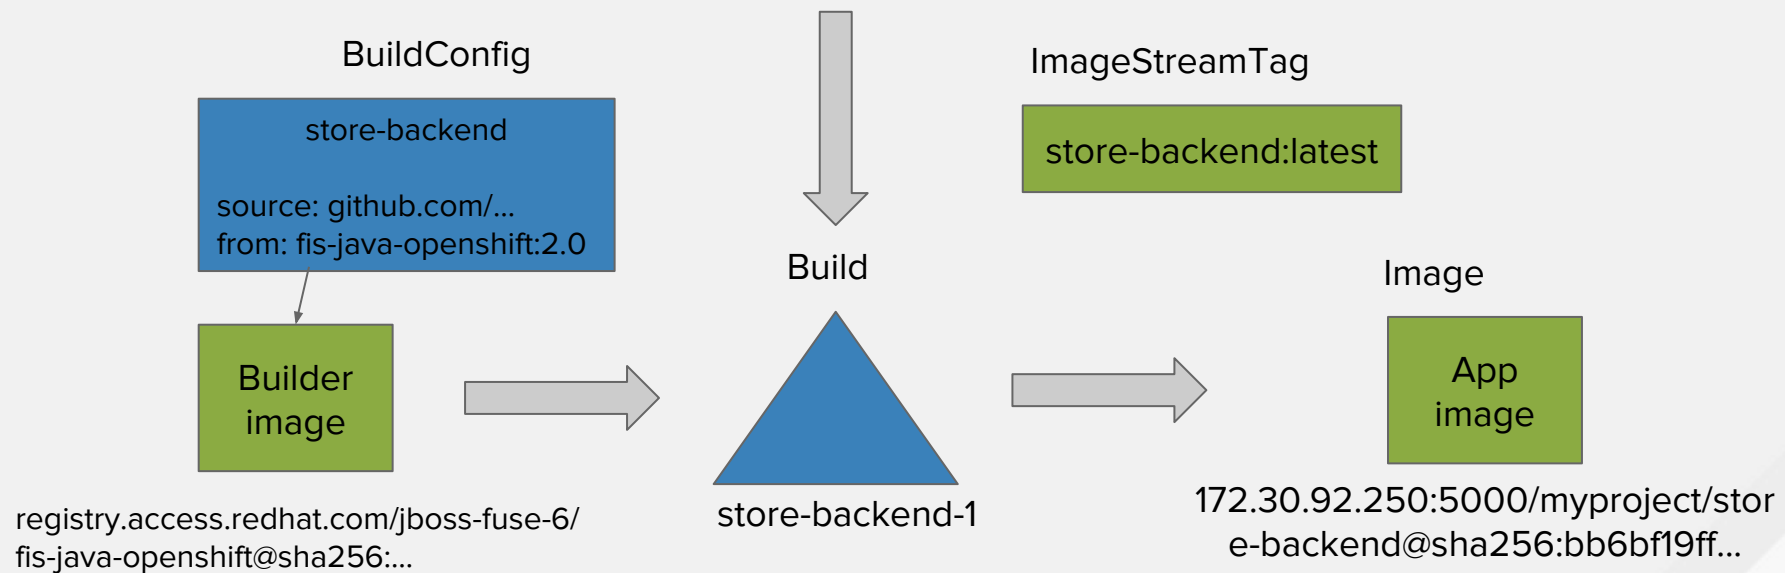 BuildConfig
store-backend
source: github.com/...
from: fis-java-openshift:2.0
Builder
image
registry.access.redhat.com/jboss-fuse-6/
fis-java-openshift@sha256:...
Build
store-backend-1
ImageStreamTag
store-backend:latest
Image
App
image
172.30.92.250:5000/myproject/stor
e-backend@sha256:bb6bf19ff...